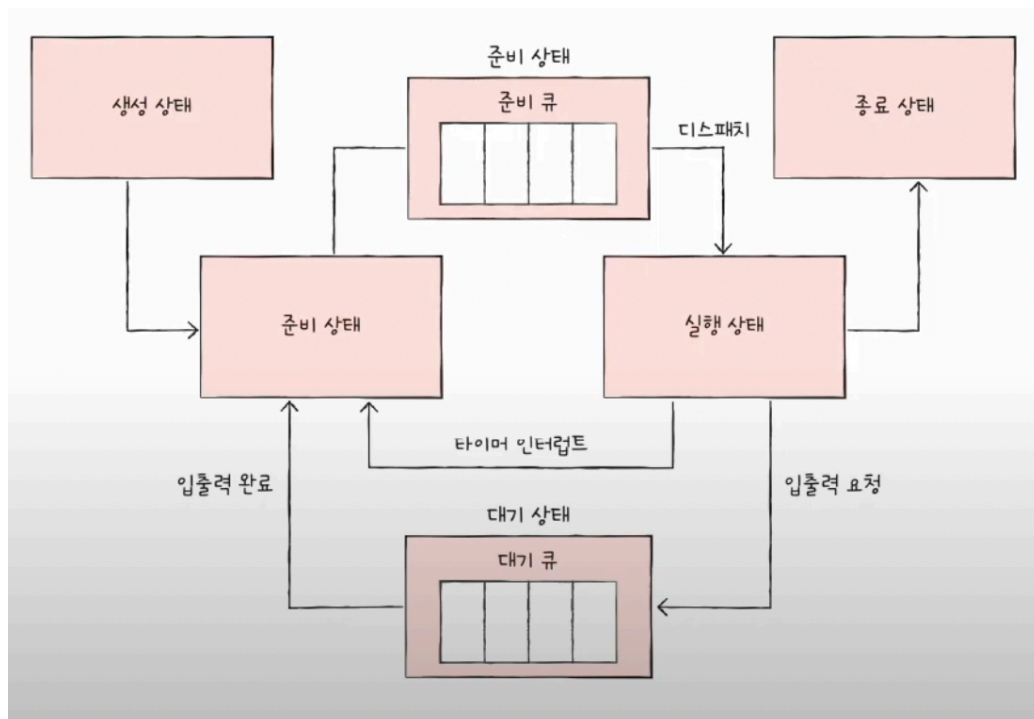 준비 상태
생성 상태
준비 큐
종료 상태
디스패치
준비 상태
실행 상태
타이머 인터럽트
입출력 완료
입출력 요청
대기 상태
대기 큐